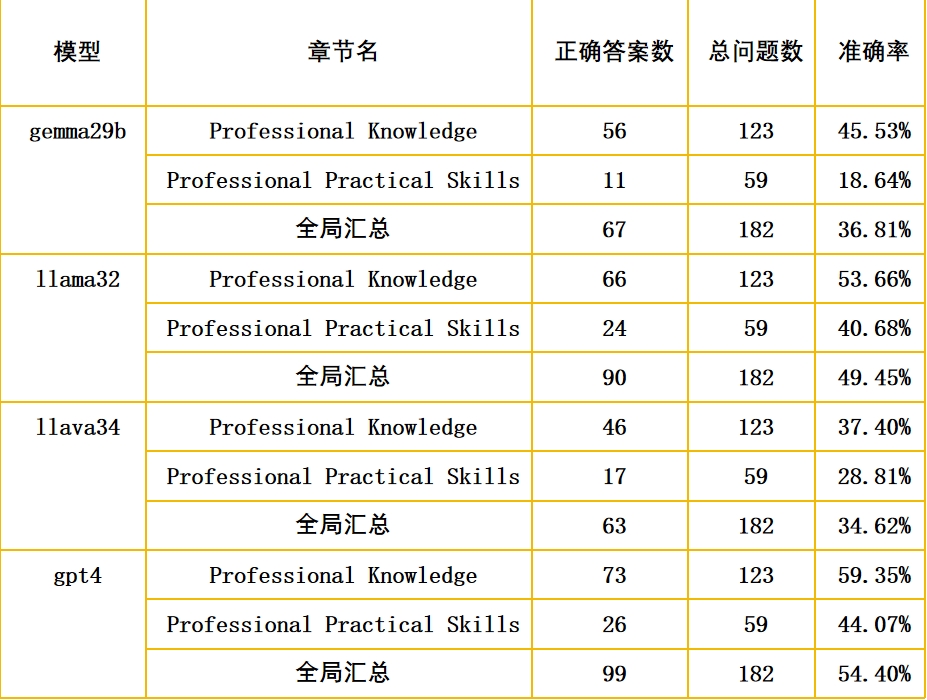 模型 章节名 正确答案数 总问题数 准确率
gemma29b Professional Knowledge 56 123 45.53%
Professional Practical Skills 11 59 18.64%
全局汇总 67 182 36.81%
llama32 Professional Knowledge 66 123 53.66%
Professional Practical Skills 24 59 40.68%
全局汇总 90 182 49.45%
llava34 Professional Knowledge 46 123 37.40%
Professional Practical Skills 17 59 28.81%
全局汇总 63 182 34.62%
gpt4 Professional Knowledge 73 123 59.35%
Professional Practical Skills 26 59 44.07%
全局汇总 99 182 54.40%